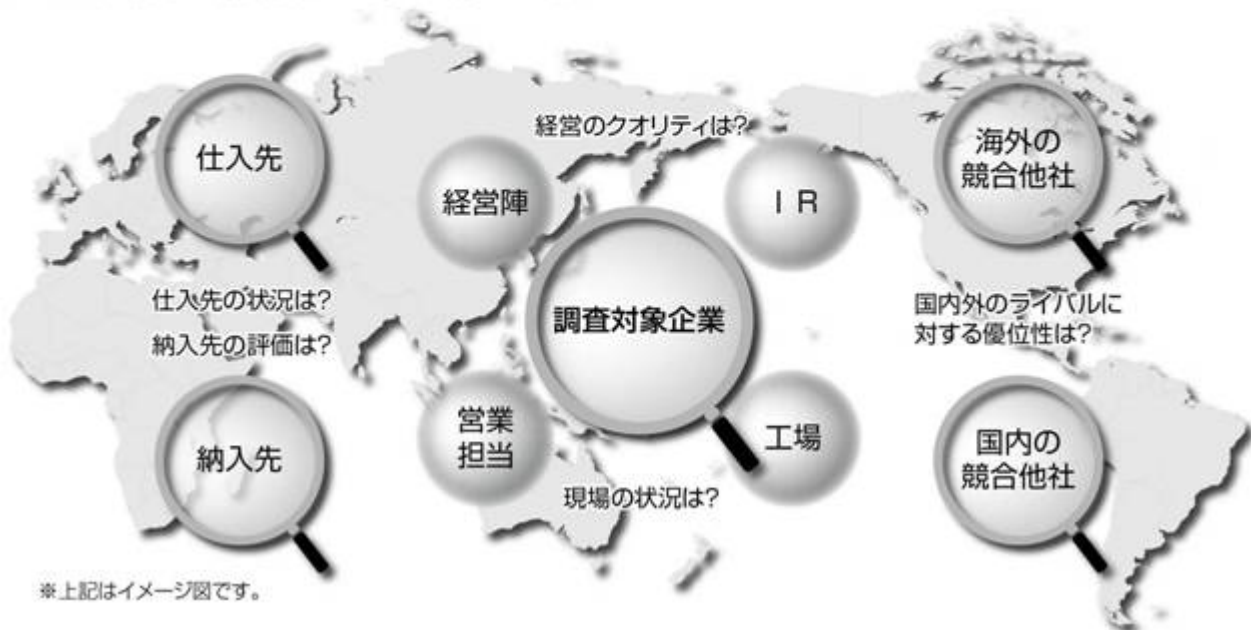 経営のクオリティは?
仕入先
経営陣
IR
海外の
競合他社
仕入先の状況は?
納入先の評価は?
調査対象企業
国内外のライバルに
対する優位性は?
納入先
営業
担当
工場
国内の
競合他社
現場の状況は?
※上記はイメージ図です。